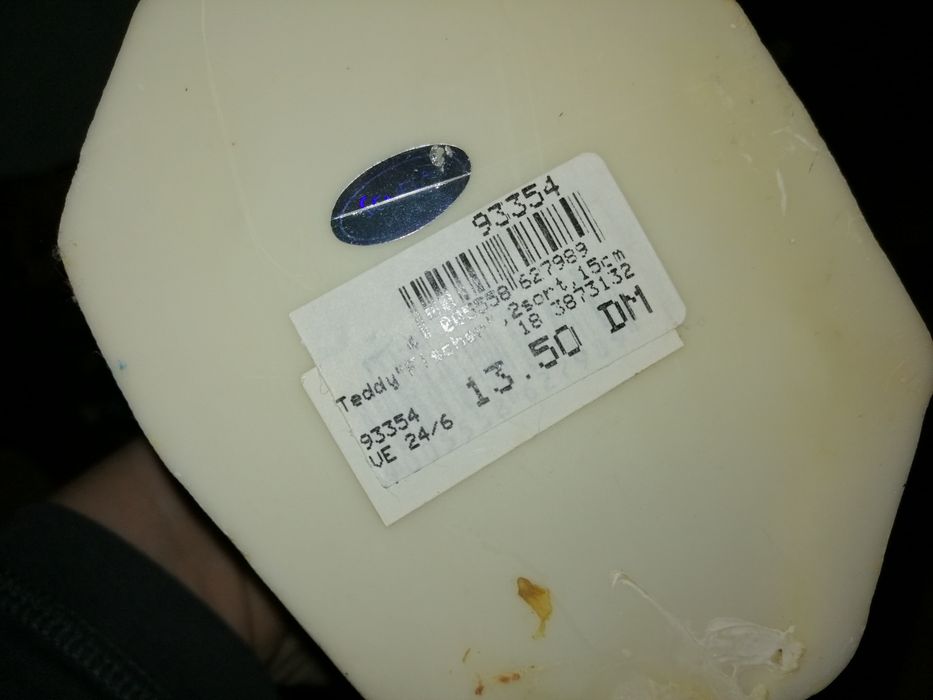 93354
627989
,2sort,15cm
Teddy
18 3873132
13.50 DM
93354
VE 24/6